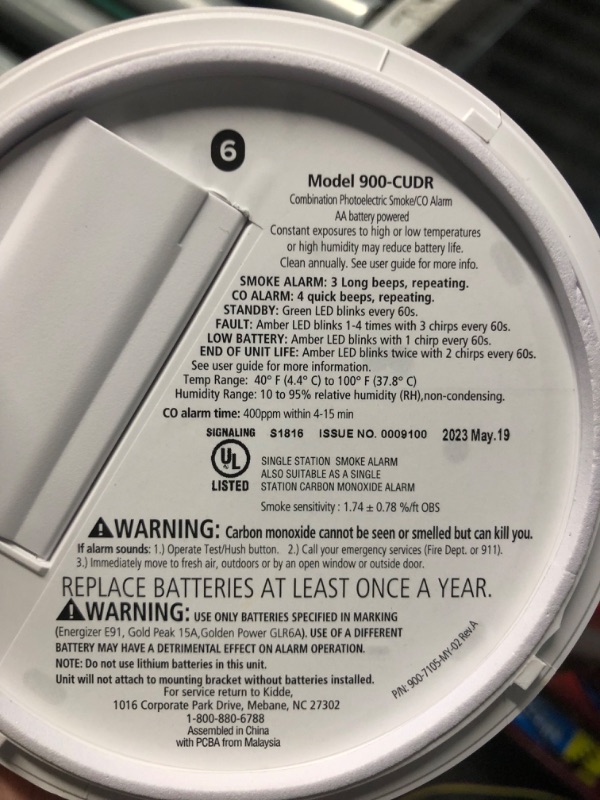 6
Model 900-CUDR
Combination Photoelectric Smoke/CO Alarm
AA battery powered
Constant exposures to high or low temperatures
or high humidity may reduce battery life.
Clean annually. See user guide for more info.
SMOKE ALARM: 3 Long beeps, repeating.
CO ALARM: 4 quick beeps, repeating.
STANDBY: Green LED blinks every 60s.
FAULT: Amber LED blinks 1-4 times with 3 chirps every 60s.
LOW BATTERY: Amber LED blinks with 1 chirp every 60s.
END OF UNIT LIFE: Amber LED blinks twice with 2 chirps every 60s.
See user guide for more information.
Temp Range: 40° F (4.4° C) to 100° F (37.8° C)
Humidity Range: 10 to 95% relative humidity (RH),non-condensing.
CO alarm time: 400ppm within 4-15 min
SIGNALING S1816 ISSUE NO. 0009100 2023 May.19
UL
LISTED
SINGLE STATION SMOKE ALARM
ALSO SUITABLE AS A SINGLE
STATION CARBON MONOXIDE ALARM
Smoke sensitivity : 1.74 ± 0.78 %/ft OBS
WARNING: Carbon monoxide cannot be seen or smelled but can kill you.
If alarm sounds: 1.) Operate Test/Hush button. 2.) Call your emergency services (Fire Dept. or 911).
3.) Immediately move to fresh air, outdoors or by an open window or outside door.
REPLACE BATTERIES AT LEAST ONCE A YEAR.
WARNING: USE ONLY BATTERIES SPECIFIED IN MARKING
(Energizer E91, Gold Peak 15A,Golden Power GLR6A). USE OF A DIFFERENT
BATTERY MAY HAVE A DETRIMENTAL EFFECT ON ALARM OPERATION.
NOTE: Do not use lithium batteries in this unit.
Unit will not attach to mounting bracket without batteries installed.
For service return to Kidde,
1016 Corporate Park Drive, Mebane, NC 27302
1-800-880-6788
Assembled in China
with PCBA from Malaysia
P/N: 900-7105-MY-02 Rev.A